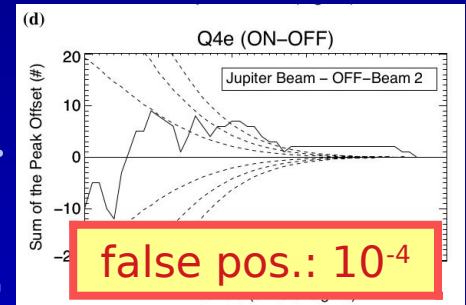 (d)
Q4e (ON−OFF)
Jupiter Beam − OFF−Beam 2
Sum of the Peak Offset (#)
20
10
0
−10
−2
false pos.: 10⁻⁴